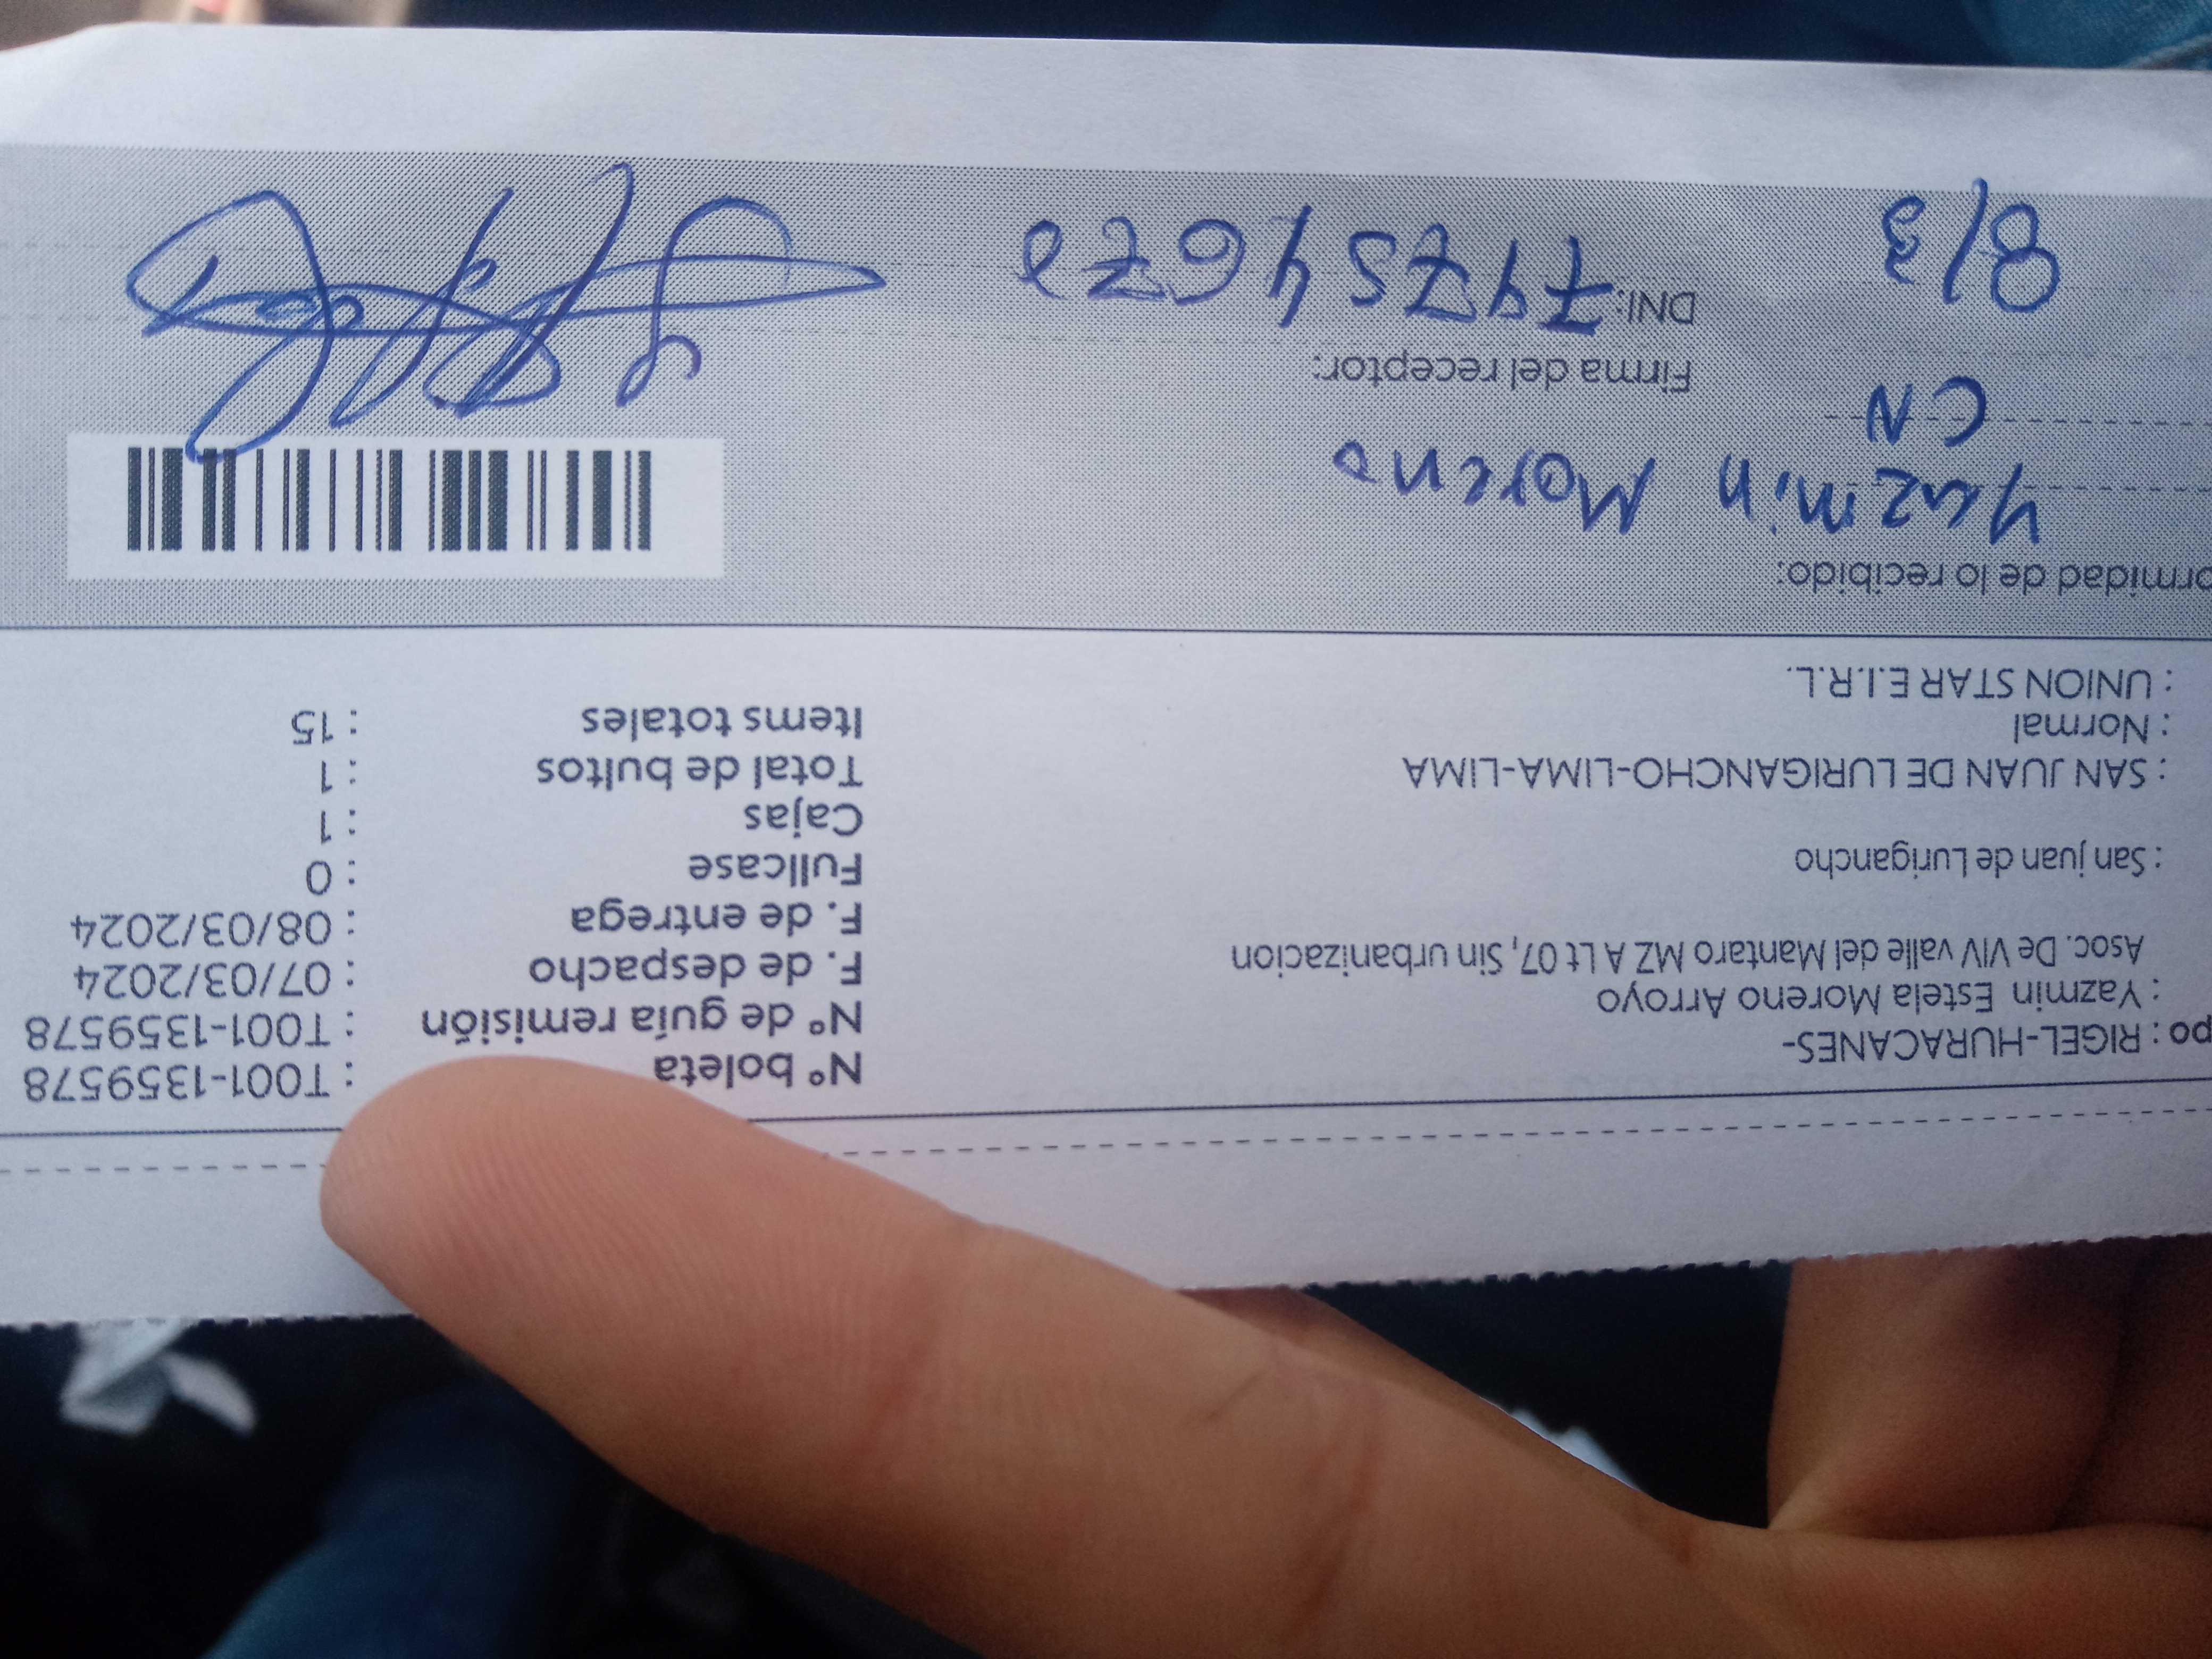 po : RIGEL-HURACANES-
: Yazmin Estela Moreno Arroyo
Asoc. De VIV valle del Mantaro MZ A Lt 07, Sin urbanizacion
: San juan de Lurigancho
: SAN JUAN DE LURIGANCHO-LIMA-LIMA
: Normal
: UNION STAR E.I.R.L.
N° boleta : T001-1359578
N° de guía remisión : T001-1359578
F. de despacho : 07/03/2024
F. de entrega : 08/03/2024
Fullcase : 0
Cajas : 1
Total de bultos : 1
Items totales : 15
ormidad de lo recibido:
Yazmin Moreno
CN
Firma del receptor:
DNI:
8/3